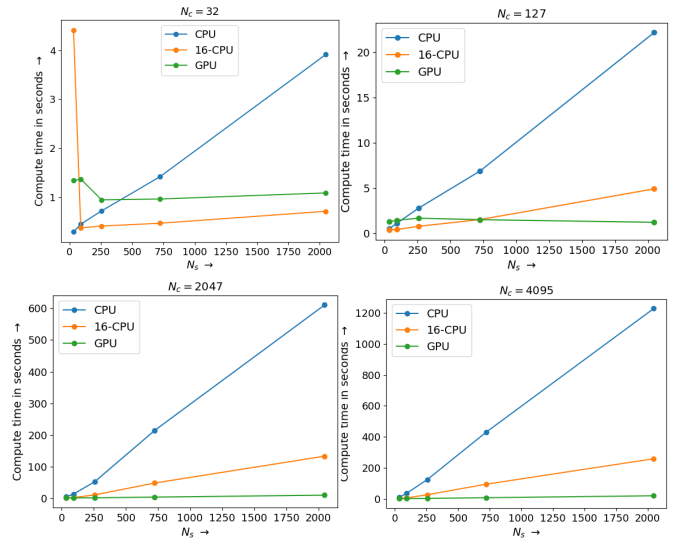 N_c = 32
Compute time in seconds →
4
3
2
1
CPU
16-CPU
GPU
0 250 500 750 1000 1250 1500 1750 2000
N_s →
N_c = 127
Compute time in seconds →
20
15
10
5
0
CPU
16-CPU
GPU
0 250 500 750 1000 1250 1500 1750 2000
N_s →
N_c = 2047
Compute time in seconds →
600
500
400
300
200
100
0
CPU
16-CPU
GPU
0 250 500 750 1000 1250 1500 1750 2000
N_s →
N_c = 4095
Compute time in seconds →
1200
1000
800
600
400
200
0
CPU
16-CPU
GPU
0 250 500 750 1000 1250 1500 1750 2000
N_s →